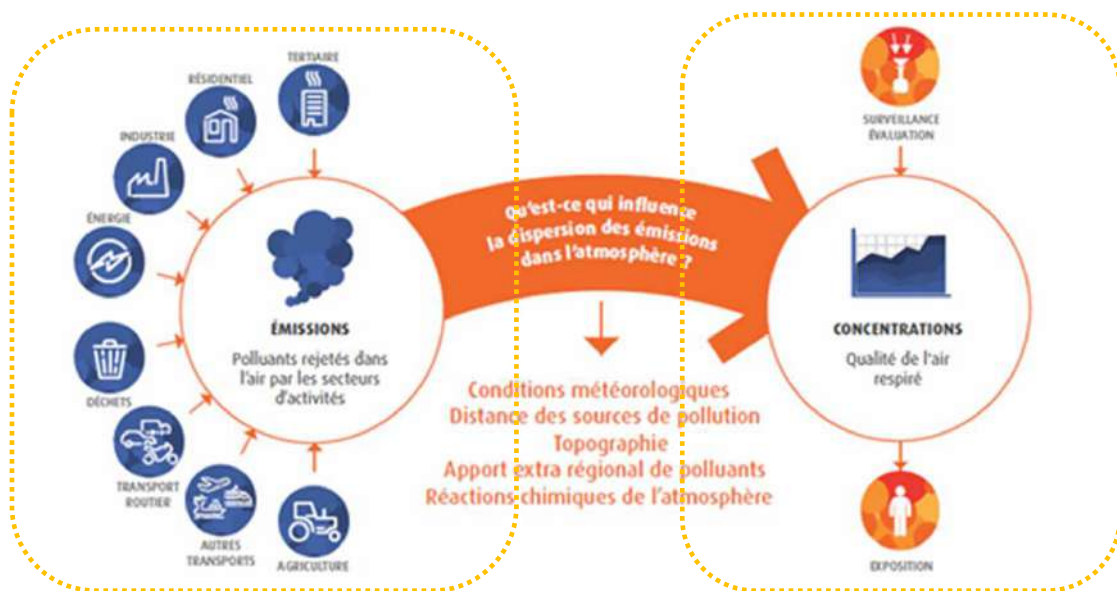 TERTIAIRE
RÉSIDENTIEL
INDUSTRIE
ÉNERGIE
DÉCHETS
TRANSPORT
ROUTIER
AUTRES
TRANSPORTS
AGRICULTURE
ÉMISSIONS
Polluants rejetés dans
l'air par les secteurs
d'activités
Qu'est-ce qui influence
la dispersion des émissions
dans l'atmosphère ?
Conditions météorologiques
Distance des sources de pollution
Topographie
Apport extra régional de polluants
Réactions chimiques de l'atmosphère
SURVEILLANCE
ÉVALUATION
CONCENTRATIONS
Qualité de l'air
respiré
EXPOSITION